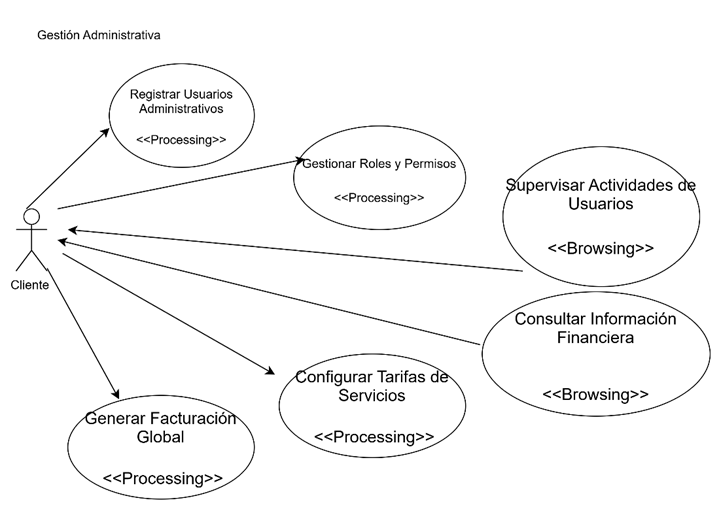 Gestión Administrativa
Registrar Usuarios
Administrativos
<<Processing>>
Gestionar Roles y Permisos
<<Processing>>
Supervisar Actividades de
Usuarios
<<Browsing>>
Cliente
Consultar Información
Financiera
<<Browsing>>
Configurar Tarifas de
Servicios
<<Processing>>
Generar Facturación
Global
<<Processing>>